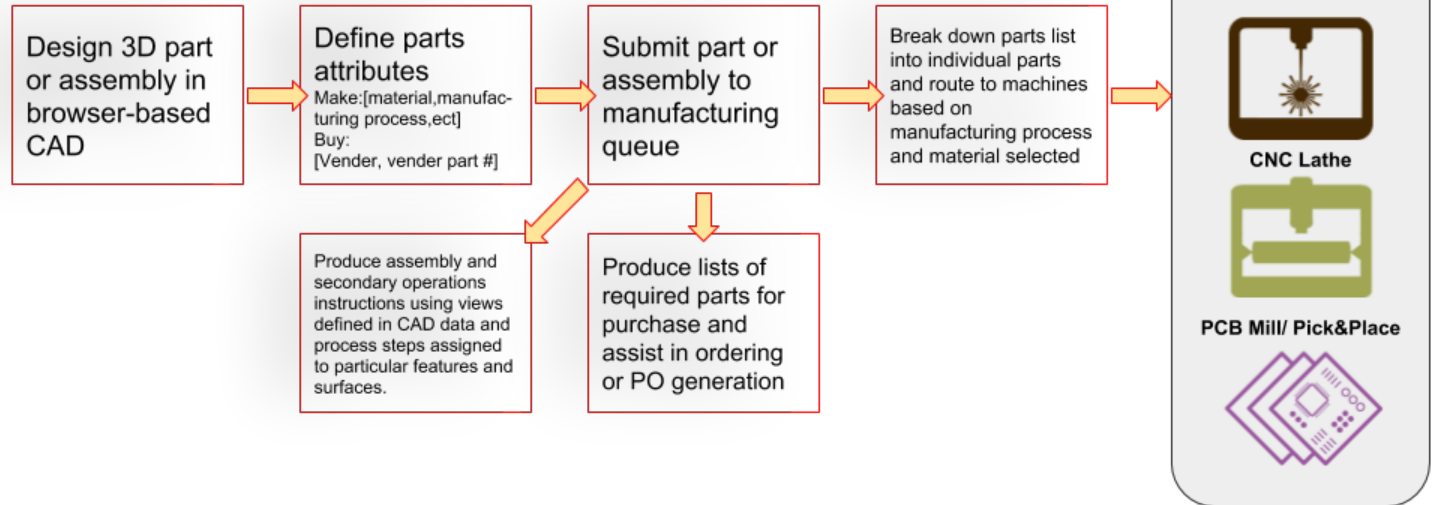 Design 3D part
or assembly in
browser-based
CAD
Define parts
attributes
Make:[material,manufac-
turing process,ect]
Buy:
[Vender, vender part #]
Submit part or
assembly to
manufacturing
queue
Break down parts list
into individual parts
and route to machines
based on
manufacturing process
and material selected
Produce assembly and
secondary operations
instructions using views
defined in CAD data and
process steps assigned
to particular features and
surfaces.
Produce lists of
required parts for
purchase and
assist in ordering
or PO generation
CNC Lathe
PCB Mill/ Pick&Place